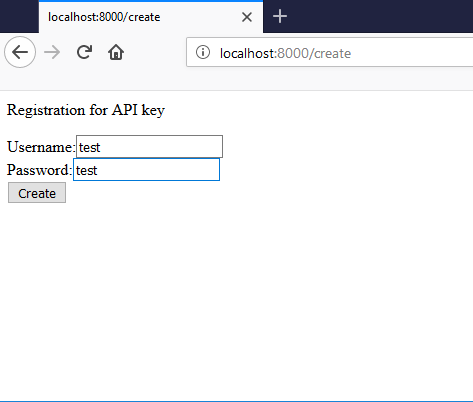 localhost:8000/create
localhost:8000/create
Registration for API key
Username: test
Password: test
Create